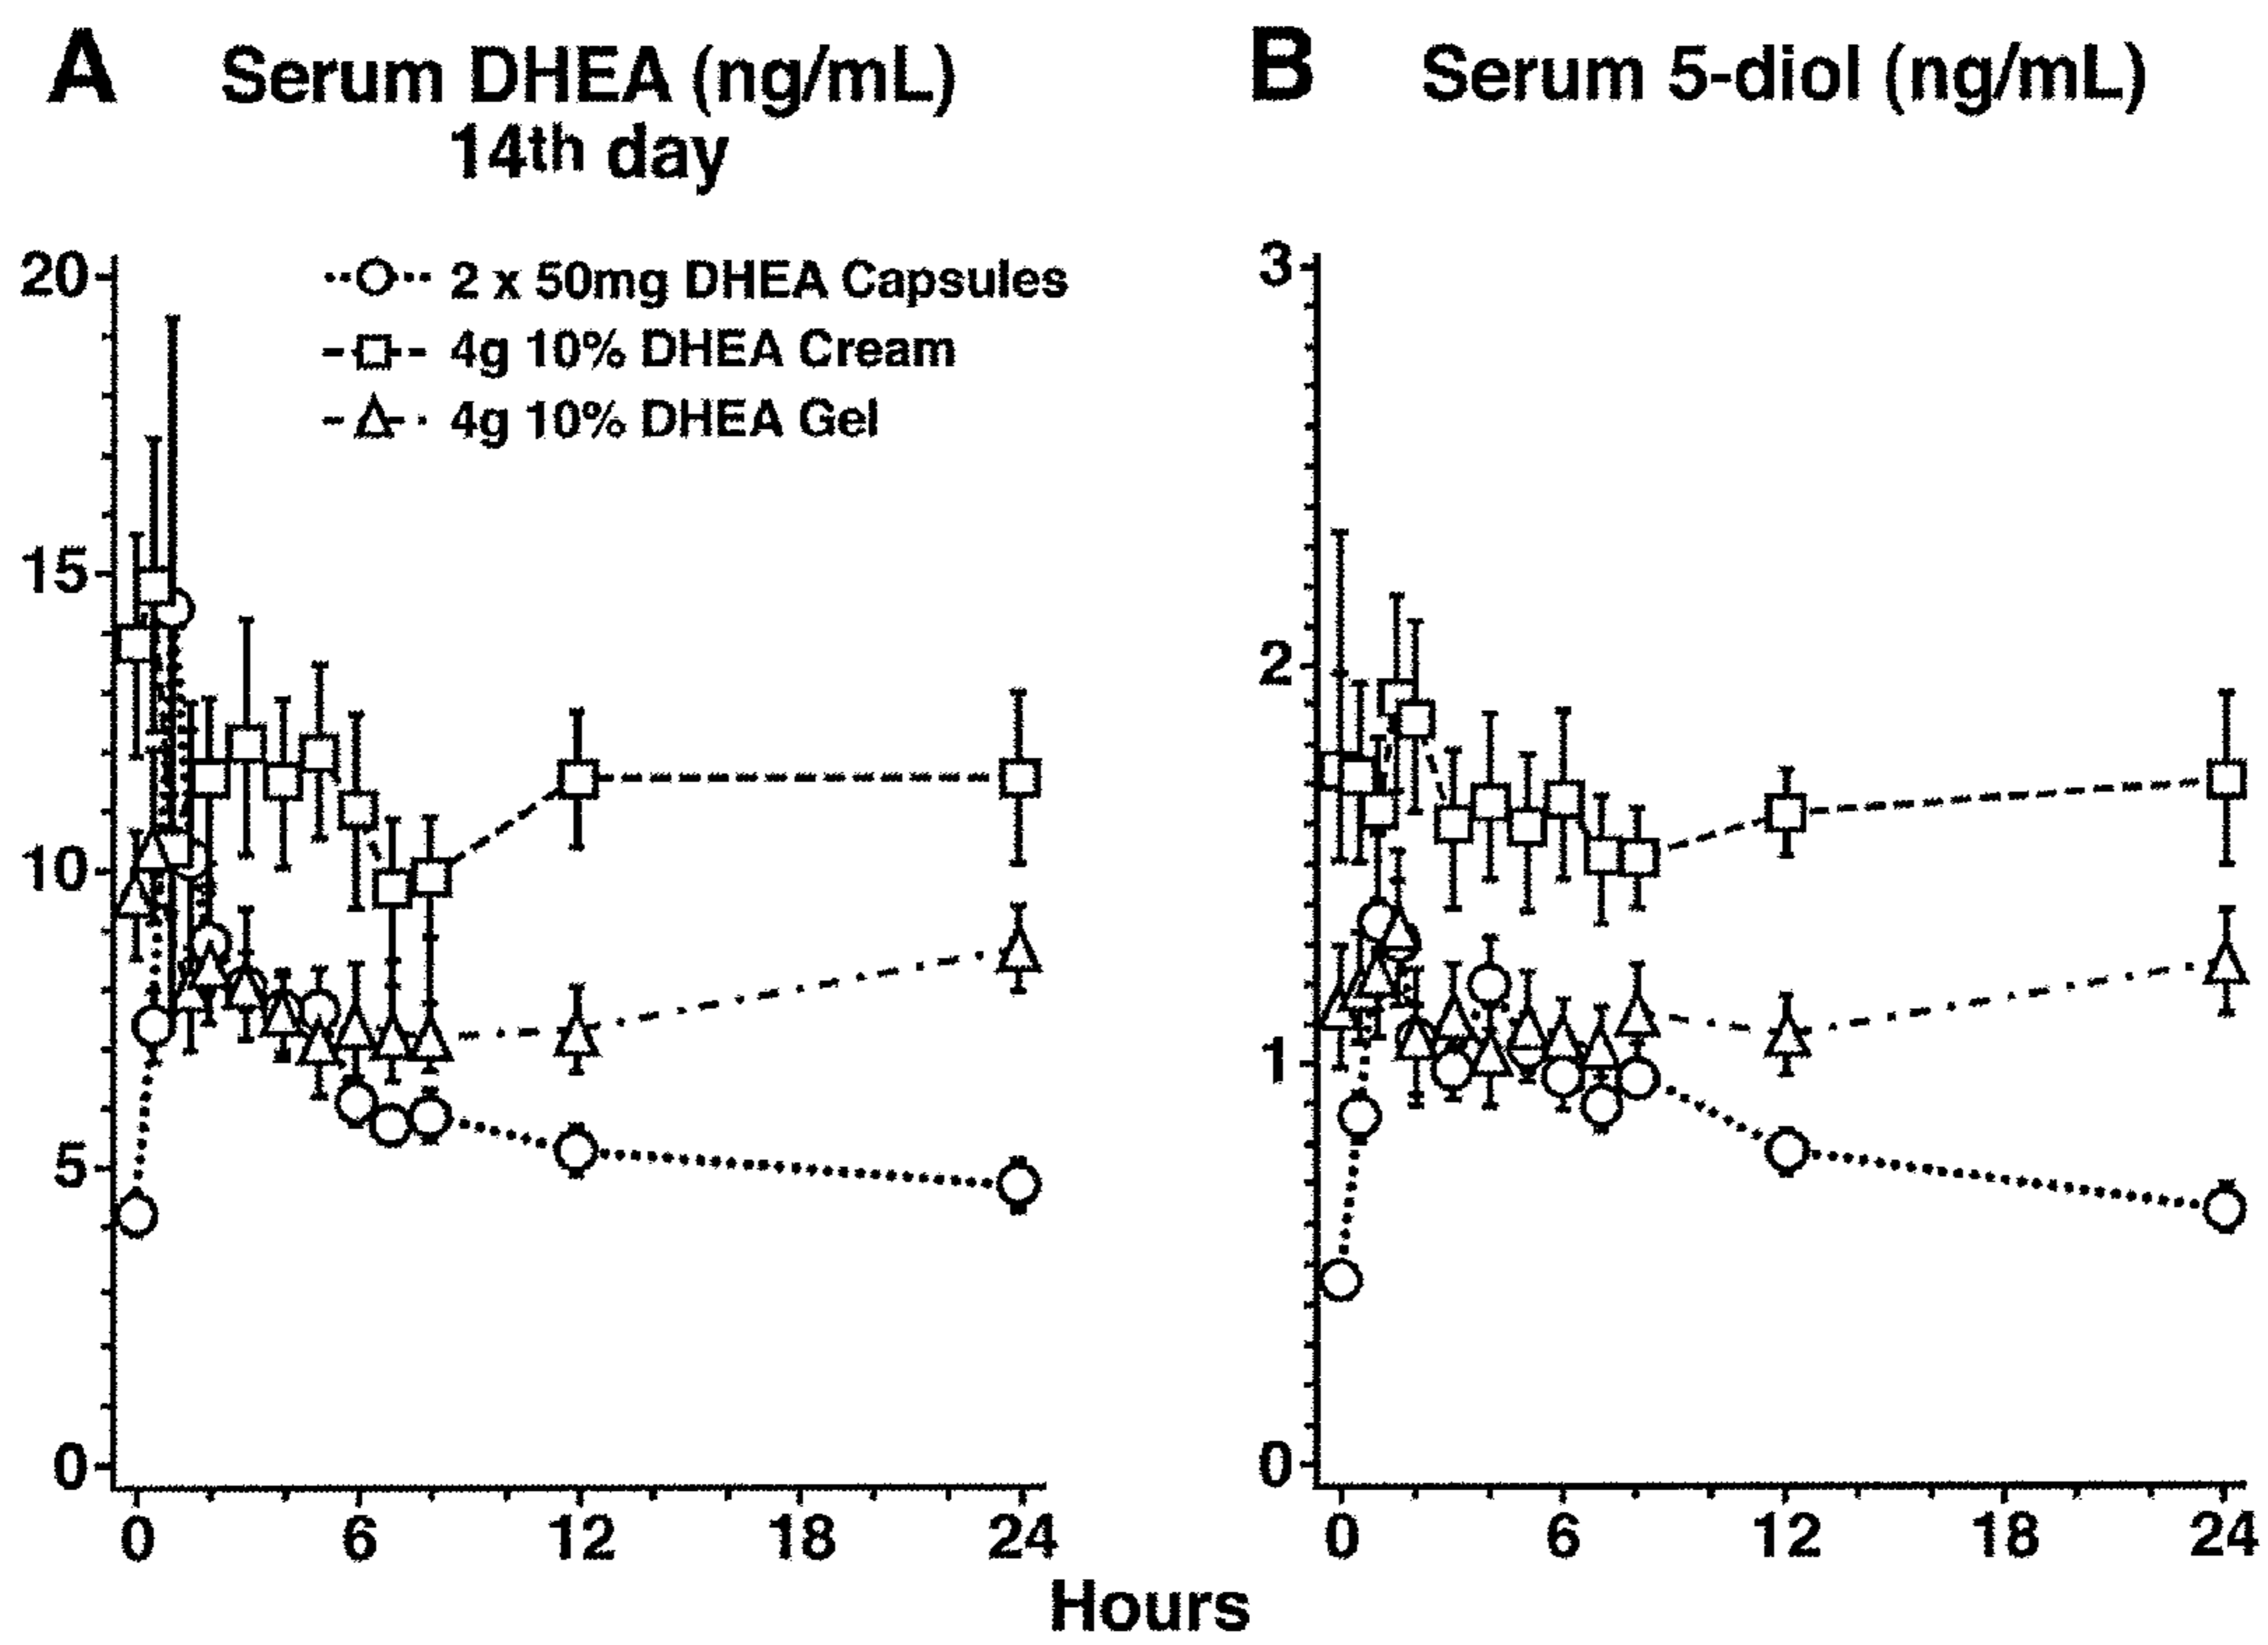 A Serum DHEA (ng/mL)
14th day
20
15
10
5
0
2 x 50mg DHEA Capsules
4g 10% DHEA Cream
4g 10% DHEA Gel
0 6 12 18 24
B Serum 5-diol (ng/mL)
3
2
1
0
0 6 12 18 24
Hours